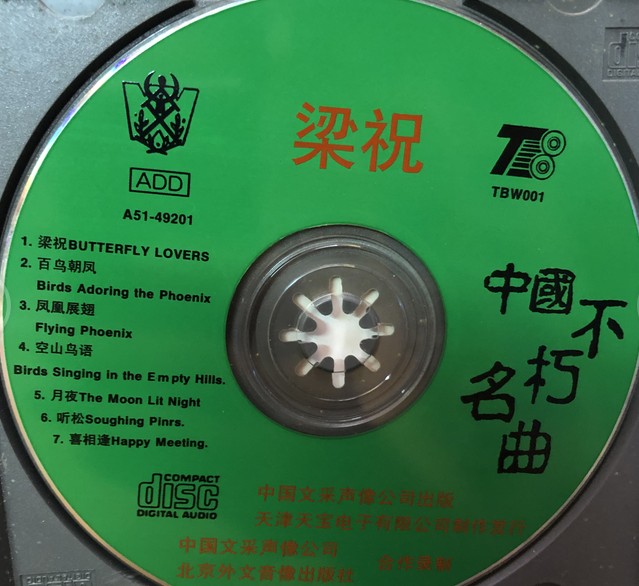 梁祝
ADD
A51-49201
TB
TBW001
1. 梁祝BUTTERFLY LOVERS
2. 百鸟朝凤
Birds Adoring the Phoenix
3. 凤凰展翅
Flying Phoenix
4. 空山鸟语
Birds Singing in the Empty Hills.
5. 月夜The Moon Lit Night
6. 听松Soughing Pinrs.
7. 喜相逢Happy Meeting.
中國不朽名曲
COMPACT
disc
DIGITAL AUDIO
中国文采声像公司出版
天津天宝电子有限公司制作发行
中国文采声像公司
北京外文音像出版社